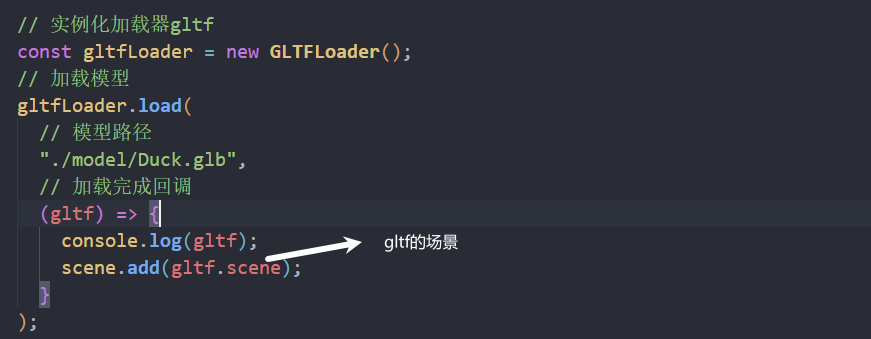 // 实例化加载器gltf
const gltfLoader = new GLTFLoader();
// 加载模型
gltfLoader.load(
// 模型路径
"./model/Duck.glb",
// 加载完成回调
(gltf) => {
console.log(gltf);
gltf的场景
scene.add(gltf.scene);
}
);